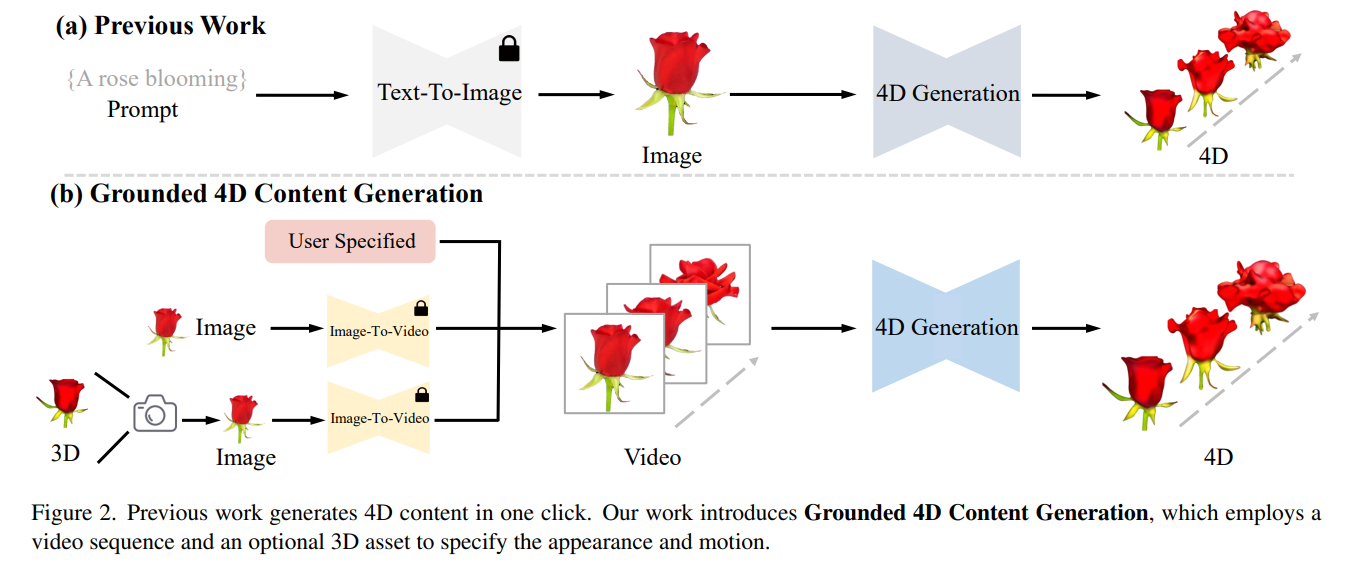 (a) Previous Work
{A rose blooming}
Prompt
Text-To-Image
Image
4D Generation
4D
(b) Grounded 4D Content Generation
User Specified
Image
Image-To-Video
3D
Image
Image-To-Video
Video
4D Generation
4D
Figure 2. Previous work generates 4D content in one click. Our work introduces Grounded 4D Content Generation, which employs a
video sequence and an optional 3D asset to specify the appearance and motion.